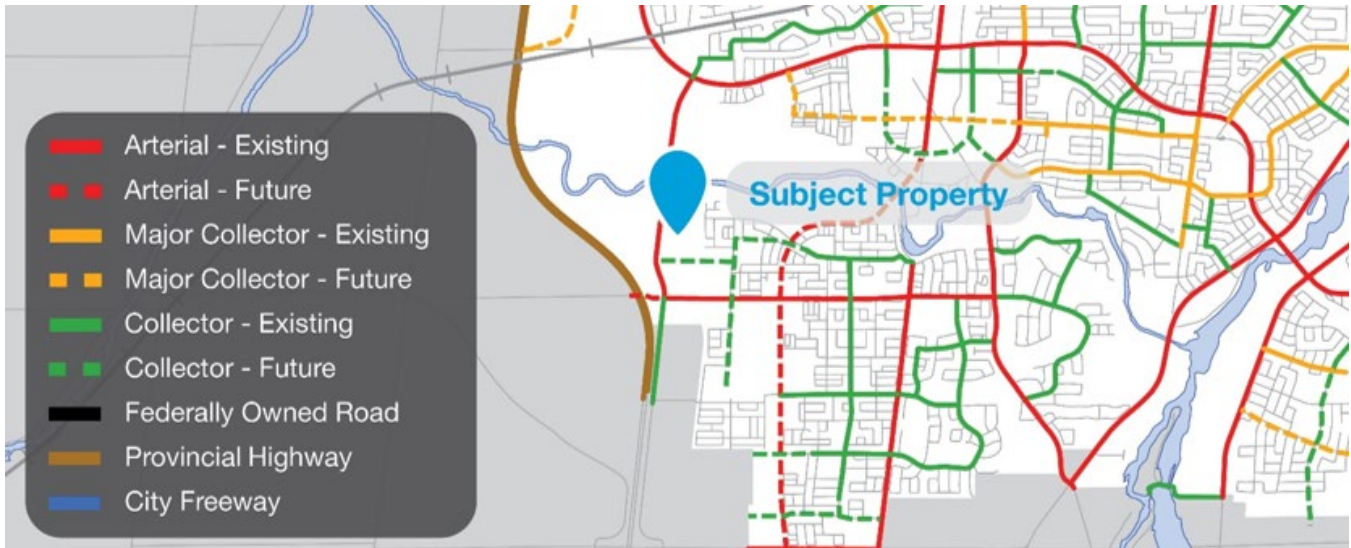 Arterial - Existing
Arterial - Future
Major Collector - Existing
Major Collector - Future
Collector - Existing
Collector - Future
Federally Owned Road
Provincial Highway
City Freeway
Subject Property